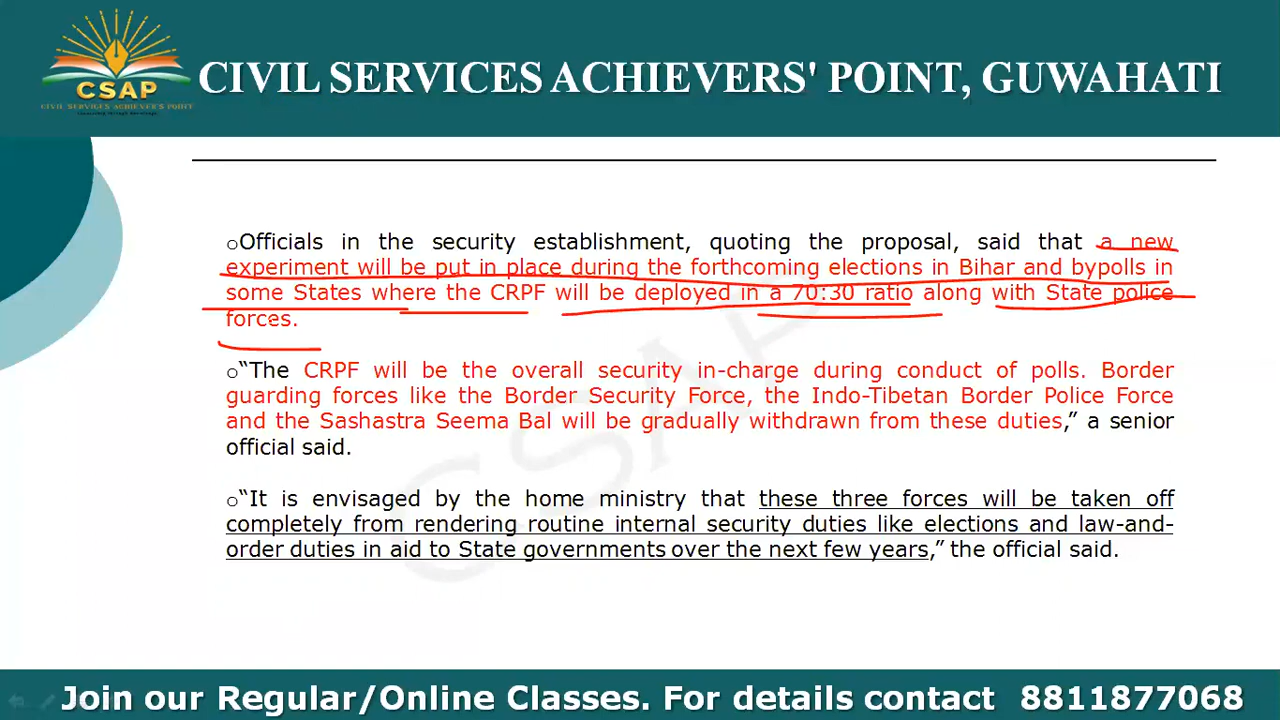 CSAP
CIVIL SERVICES ACHIEVER'S POINT
CIVIL SERVICES ACHIEVERS' POINT, GUWAHATI
oOfficials in the security establishment, quoting the proposal, said that a new
experiment will be put in place during the forthcoming elections in Bihar and bypolls in
some States where the CRPF will be deployed in a 70:30 ratio along with State police
forces.
o“The CRPF will be the overall security in-charge during conduct of polls. Border
guarding forces like the Border Security Force, the Indo-Tibetan Border Police Force
and the Sashastra Seema Bal will be gradually withdrawn from these duties,” a senior
official said.
o“It is envisaged by the home ministry that these three forces will be taken off
completely from rendering routine internal security duties like elections and law-and-
order duties in aid to State governments over the next few years,” the official said.
CSAP
Join our Regular/Online Classes. For details contact 8811877068